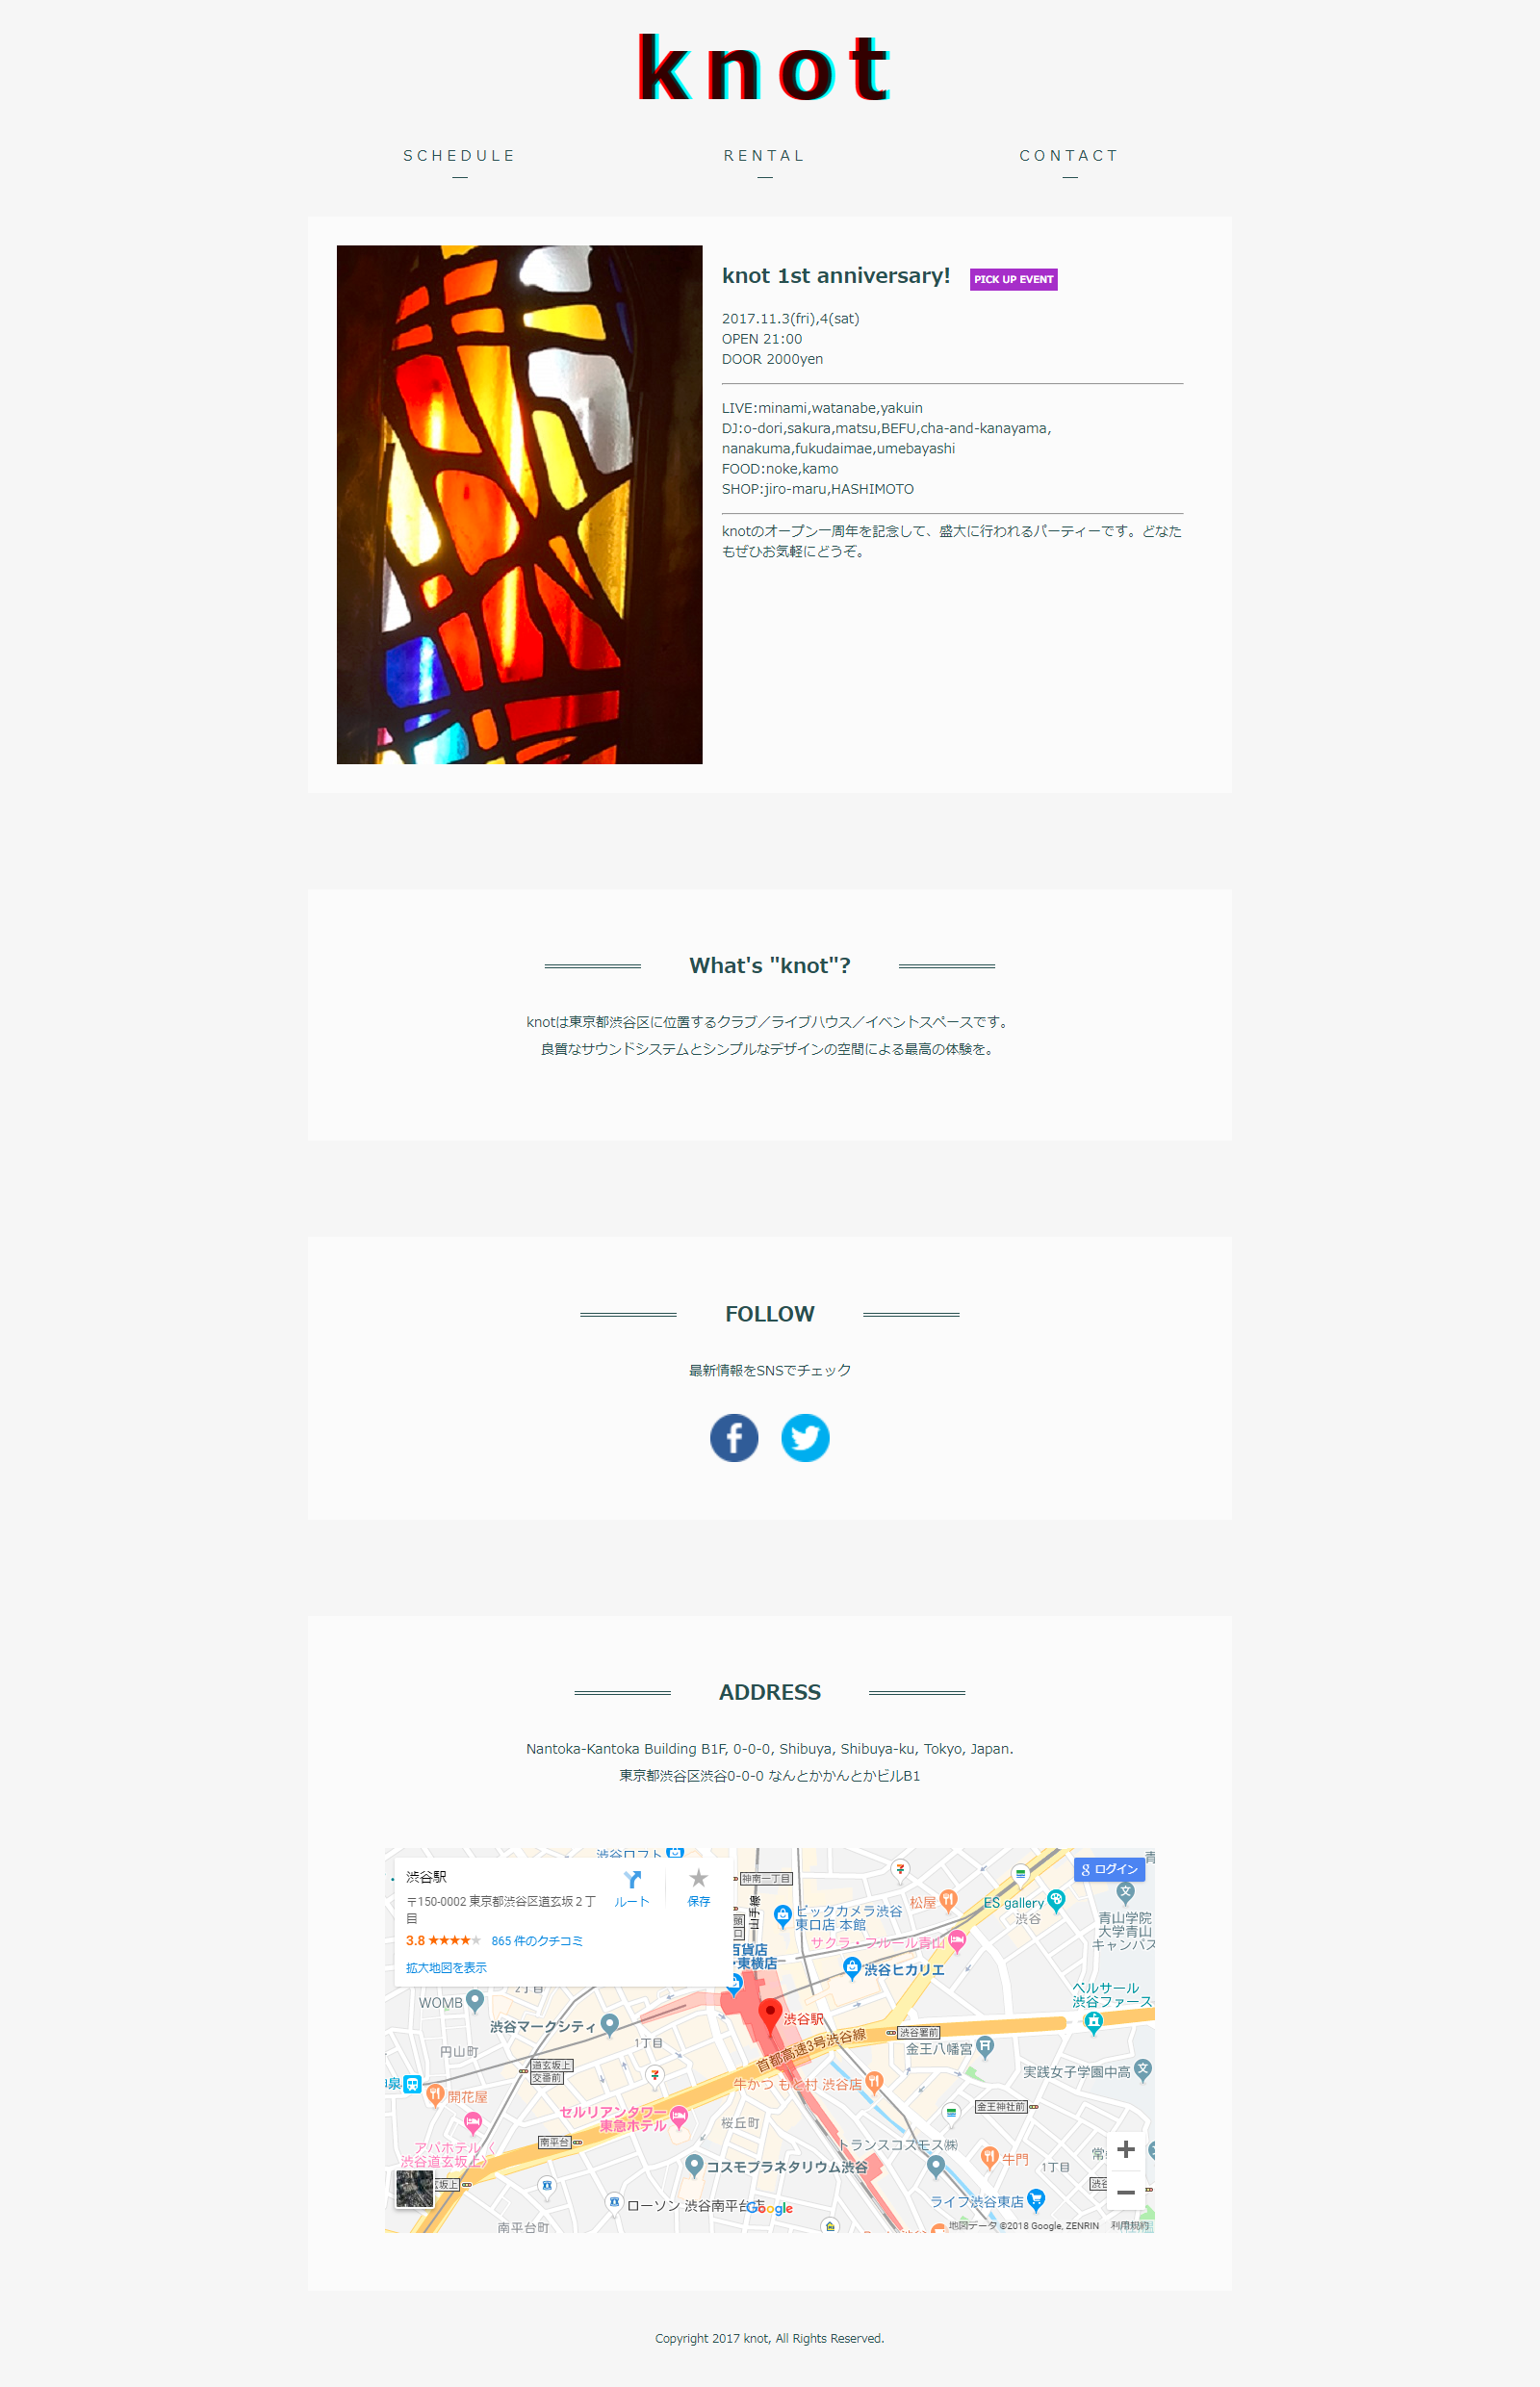 knot
SCHEDULE
RENTAL
CONTACT
knot 1st anniversary!
PICK UP EVENT
2017.11.3(fri),4(sat)
OPEN 21:00
DOOR 2000yen
LIVE:minami,watanabe,yakuin
DJ:o-dori,sakura,matsu,BEFU,cha-and-kanayama,
nanakuma,fukudaimae,umebayashi
FOOD:noke,kamo
SHOP:jiro-maru,HASHIMOTO
knotのオープン一周年を記念して、盛大に行われるパーティーです。どなた
もぜひお気軽にどうぞ。
What's "knot"?
knotは東京都渋谷区に位置するクラブ／ライブハウス／イベントスペースです。
良質なサウンドシステムとシンプルなデザインの空間による最高の体験を。
FOLLOW
最新情報をSNSでチェック
ADDRESS
Nantoka-Kantoka Building B1F, 0-0-0, Shibuya, Shibuya-ku, Tokyo, Japan.
東京都渋谷区渋谷0-0-0 なんとかかんとかビルB1
渋谷ロフト
渋谷駅
〒150-0002 東京都渋谷区道玄坂２丁
目
ルート
保存
3.8
865 件のクチコミ
拡大地図を表示
ログイン
神南一丁目
山手線
ビックカメラ渋谷
東口店 本館
松屋
ES gallery
渋谷
青山学院
大学青山
キャンパス
サクラ・フルール青山
百貨店
・東横店
渋谷ヒカリエ
ベルサール
渋谷ファースト
WOMB
2丁目
渋谷マークシティ
渋谷駅
1丁目
円山町
首都高速3号渋谷線
渋谷署前
金王八幡宮
実践女子学園中高
道玄坂上
交番前
神泉
開花屋
牛かつ もと村 渋谷店
1丁目
セルリアンタワー
東急ホテル
桜丘町
金王神社前
南平台
アパホテル〈
渋谷道玄坂上〉
トランスコスモス㈱
牛門
コスモプラネタリウム渋谷
玄坂上
ライフ渋谷東店
ローソン 渋谷南平台店
Google
南平台町
地図データ ©2018 Google, ZENRIN
利用規約
Copyright 2017 knot, All Rights Reserved.